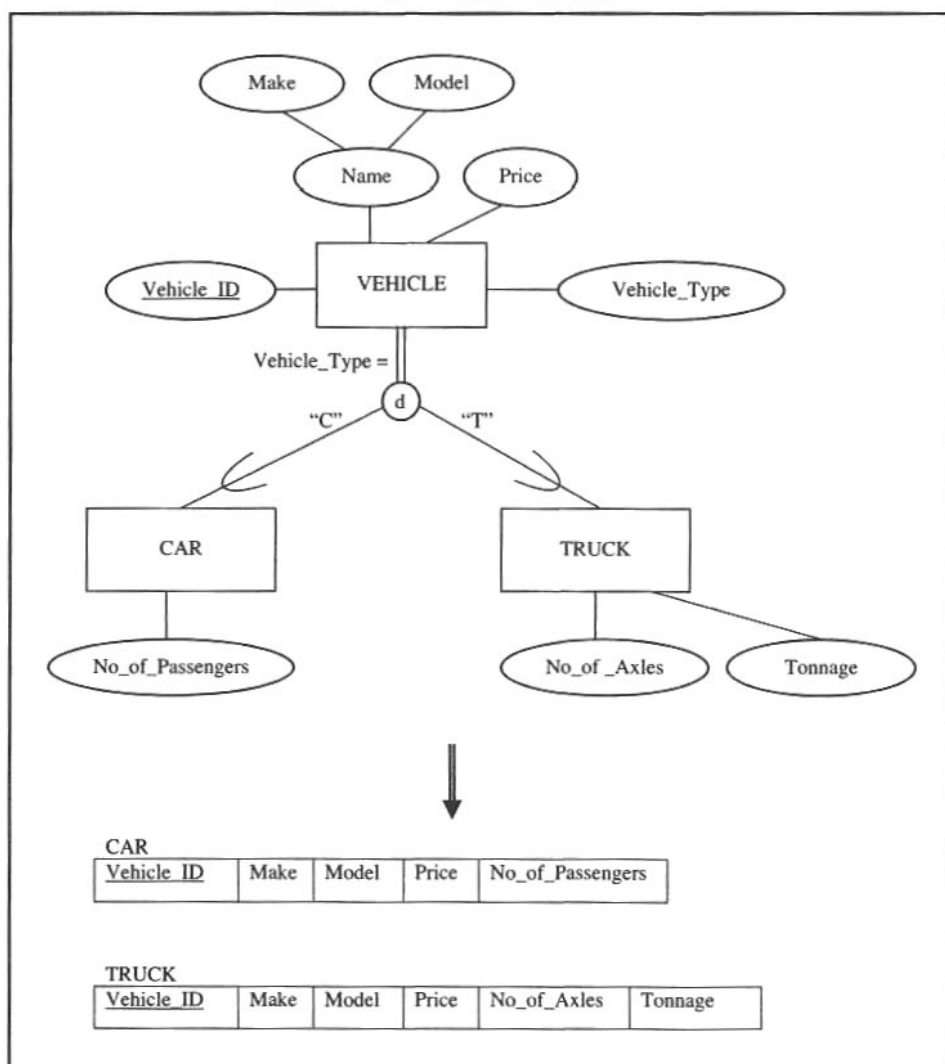 Make Model
Name Price
VEHICLE
Vehicle_ID Vehicle_Type
Vehicle_Type =
d
"C" "T"
CAR TRUCK
No_of_Passengers No_of _Axles Tonnage
CAR
Vehicle_ID Make Model Price No_of_Passengers
TRUCK
Vehicle_ID Make Model Price No_of_Axles Tonnage